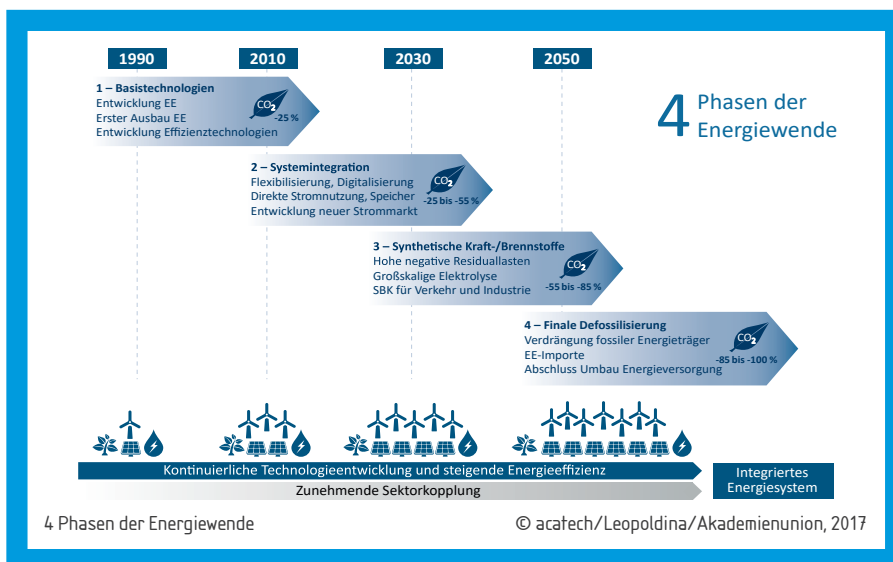 1990
2010
2030
2050
4 Phasen der
Energiewende
1 – Basistechnologien
Entwicklung EE
Erster Ausbau EE
Entwicklung Effizienztechnologien
CO2
-25 %
2 – Systemintegration
Flexibilisierung, Digitalisierung
Direkte Stromnutzung, Speicher
Entwicklung neuer Strommarkt
CO2
-25 bis -55 %
3 – Synthetische Kraft-/Brennstoffe
Hohe negative Residuallasten
Großskalige Elektrolyse
SBK für Verkehr und Industrie
CO2
-55 bis -85 %
4 – Finale Defossilisierung
Verdrängung fossiler Energieträger
EE-Importe
Abschluss Umbau Energieversorgung
CO2
-85 bis -100 %
Kontinuierliche Technologieentwicklung und steigende Energieeffizienz
Zunehmende Sektorkopplung
Integriertes
Energiesystem
4 Phasen der Energiewende
© acatech/Leopoldina/Akademienunion, 2017